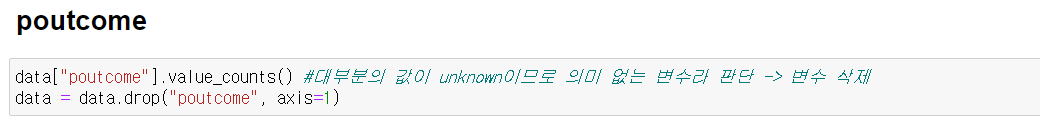 poutcome
data["poutcome"].value_counts() #대부분의 값이 unknown이므로 의미 없는 변수라 판단 -> 변수 삭제
data = data.drop("poutcome", axis=1)